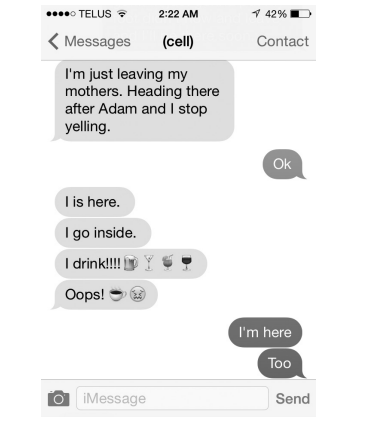 TELUS 2:22 AM 42%
Messages (cell) Contact
I'm just leaving my
mothers. Heading there
after Adam and I stop
yelling.
Ok
I is here.
I go inside.
I drink!!!!🍺🍸🍹🍷
Oops! ☕😫
I'm here
Too
iMessage Send